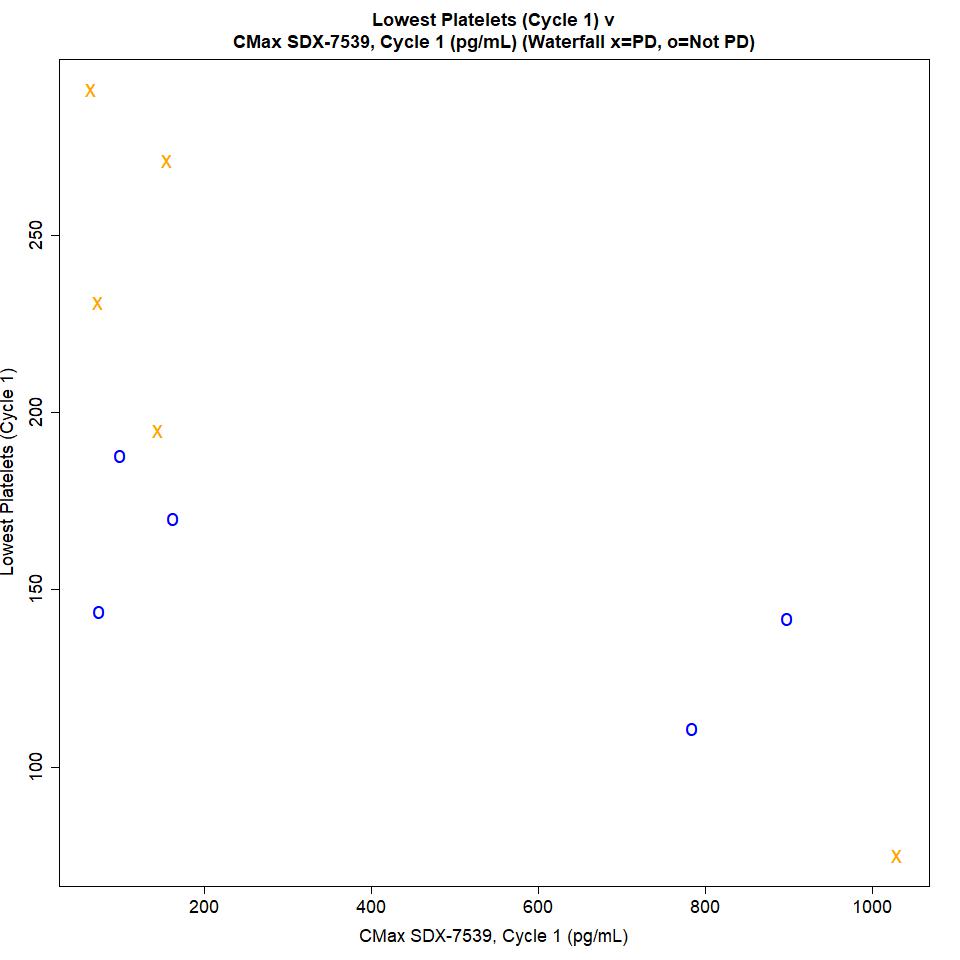 Lowest Platelets (Cycle 1) v
CMax SDX-7539, Cycle 1 (pg/mL) (Waterfall x=PD, o=Not PD)
Lowest Platelets (Cycle 1)
250
200
150
100
X
X
X
X
O
O
O
O
O
X
200 400 600 800 1000
CMax SDX-7539, Cycle 1 (pg/mL)